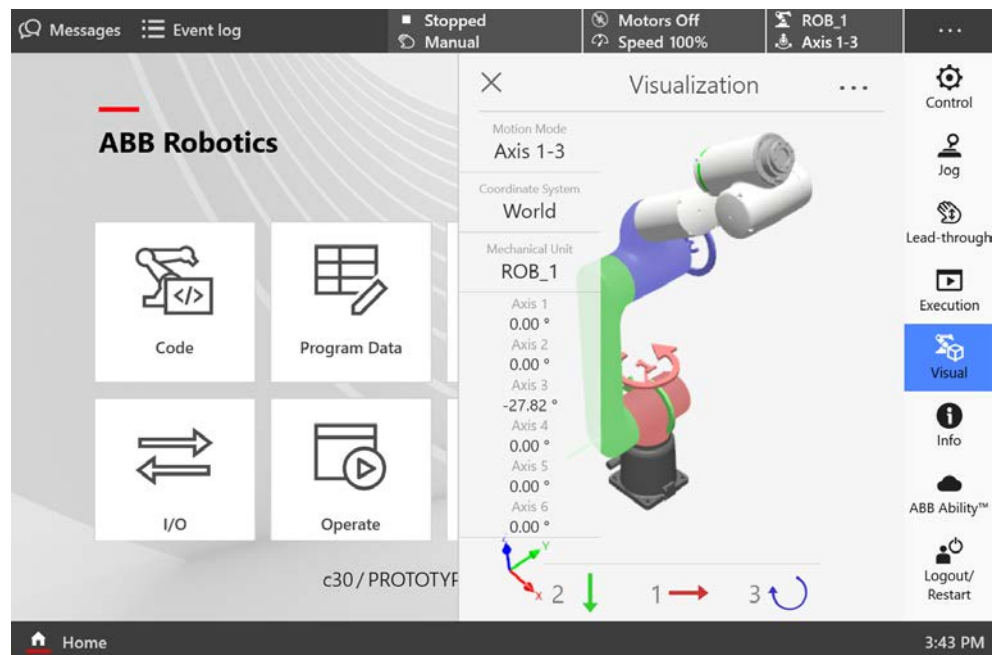 Messages
Event log
Stopped
Manual
Motors Off
Speed 100%
ROB_1
Axis 1-3
...
ABB Robotics
Code
Program Data
I/O
Operate
c30 / PROTOTYP
Visualization
...
Motion Mode
Axis 1-3
Coordinate System
World
Mechanical Unit
ROB_1
Axis 1
0.00 °
Axis 2
0.00 °
Axis 3
-27.82 °
Axis 4
0.00 °
Axis 5
0.00 °
Axis 6
0.00 °
Z
Y
X
2
1
3
Control
Jog
Lead-through
Execution
Visual
Info
ABB Ability™
Logout/
Restart
Home
3:43 PM